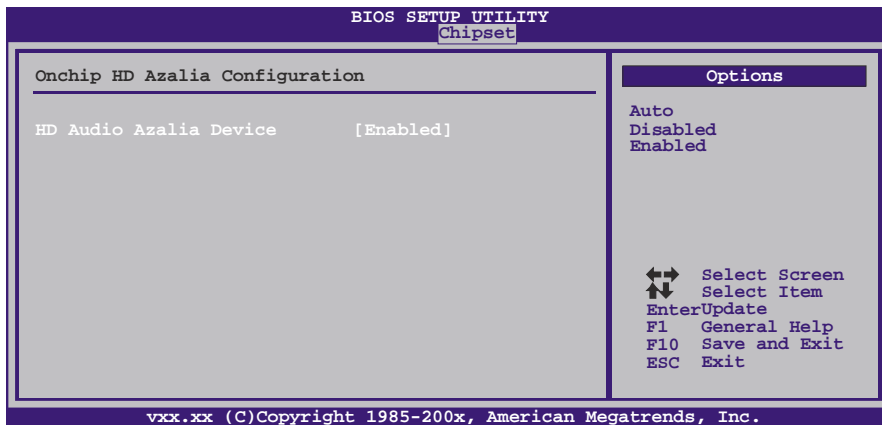 BIOS SETUP UTILITY
Chipset
Onchip HD Azalia Configuration
HD Audio Azalia Device [Enabled]
Options
Auto
Disabled
Enabled
Select Screen
Select Item
EnterUpdate
F1 General Help
F10 Save and Exit
ESC Exit
vxx.xx (C)Copyright 1985-200x, American Megatrends, Inc.